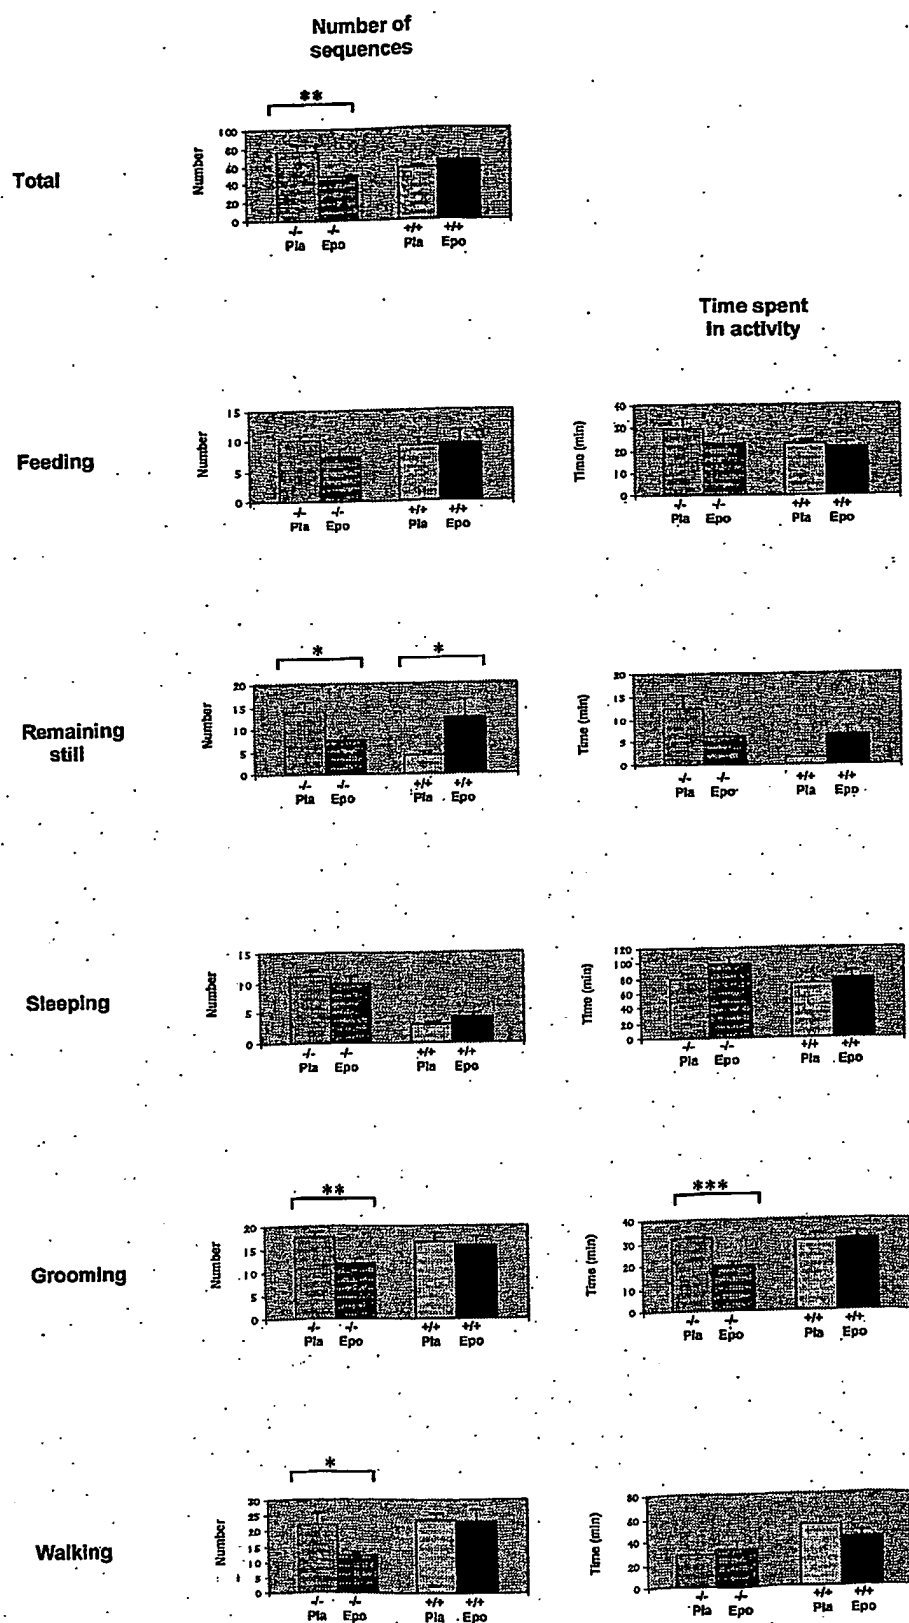 Number of
sequences
**
Total
Number
100
80
60
40
20
0
-/- -/- +/+ +/+
Pla Epo Pla Epo
Time spent
in activity
Feeding
Number
15
10
5
0
-/- -/- +/+ +/+
Pla Epo Pla Epo
Time (min)
40
30
20
10
0
-/- -/- +/+ +/+
Pla Epo Pla Epo
* *
Remaining
still
Number
20
15
10
5
0
-/- -/- +/+ +/+
Pla Epo Pla Epo
Time (min)
20
15
10
5
0
-/- -/- +/+ +/+
Pla Epo Pla Epo
Sleeping
Number
15
10
5
0
-/- -/- +/+ +/+
Pla Epo Pla Epo
Time (min)
120
100
80
60
40
20
0
-/- -/- +/+ +/+
Pla Epo Pla Epo
** ***
Grooming
Number
20
15
10
5
0
-/- -/- +/+ +/+
Pla Epo Pla Epo
Time (min)
40
30
20
10
0
-/- -/- +/+ +/+
Pla Epo Pla Epo
*
Walking
Number
30
25
20
15
10
5
0
-/- -/- +/+ +/+
Pla Epo Pla Epo
Time (min)
80
60
40
20
0
-/- -/- +/+ +/+
Pla Epo Pla Epo